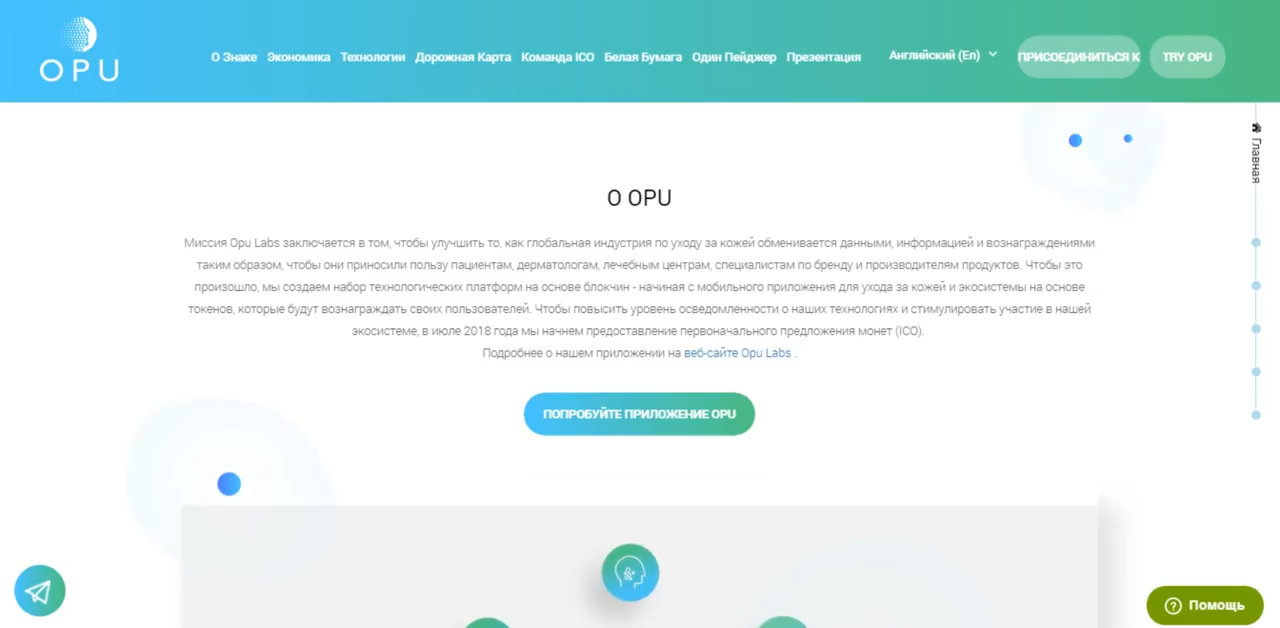 OPU
О Знаке Экономика Технологии Дорожная Карта Команда ICO Белая Бумага Один Пейджер Презентация Английский (En) ПРИСОЕДИНИТЬСЯ К TRY OPU
Главная
О OPU
Миссия Opu Labs заключается в том, чтобы улучшить то, как глобальная индустрия по уходу за кожей обменивается данными, информацией и вознаграждениями
таким образом, чтобы они приносили пользу пациентам, дерматологам, лечебным центрам, специалистам по бренду и производителям продуктов. Чтобы это
произошло, мы создаем набор технологических платформ на основе блокчин - начиная с мобильного приложения для ухода за кожей и экосистемы на основе
токенов, которые будут вознаграждать своих пользователей. Чтобы повысить уровень осведомленности о наших технологиях и стимулировать участие в нашей
экосистеме, в июле 2018 года мы начнем предоставление первоначального предложения монет (ICO).
Подробнее о нашем приложении на веб-сайте Opu Labs .
ПОПРОБУЙТЕ ПРИЛОЖЕНИЕ OPU
Помощь